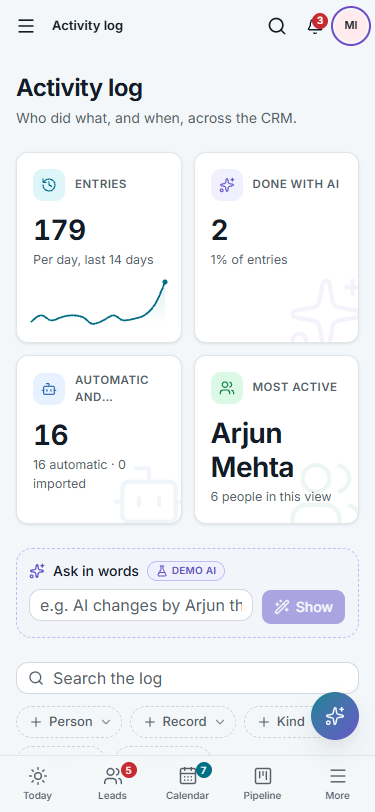 Activity log
3
MI
Activity log
Who did what, and when, across the CRM.
ENTRIES
179
Per day, last 14 days
DONE WITH AI
2
1% of entries
AUTOMATIC
AND...
16
16 automatic · 0
imported
MOST ACTIVE
Arjun
Mehta
6 people in this view
Ask in words
DEMO AI
e.g. AI changes by Arjun th
Show
Search the log
Person
Record
Kind
Today
5
Leads
7
Calendar
Pipeline
More